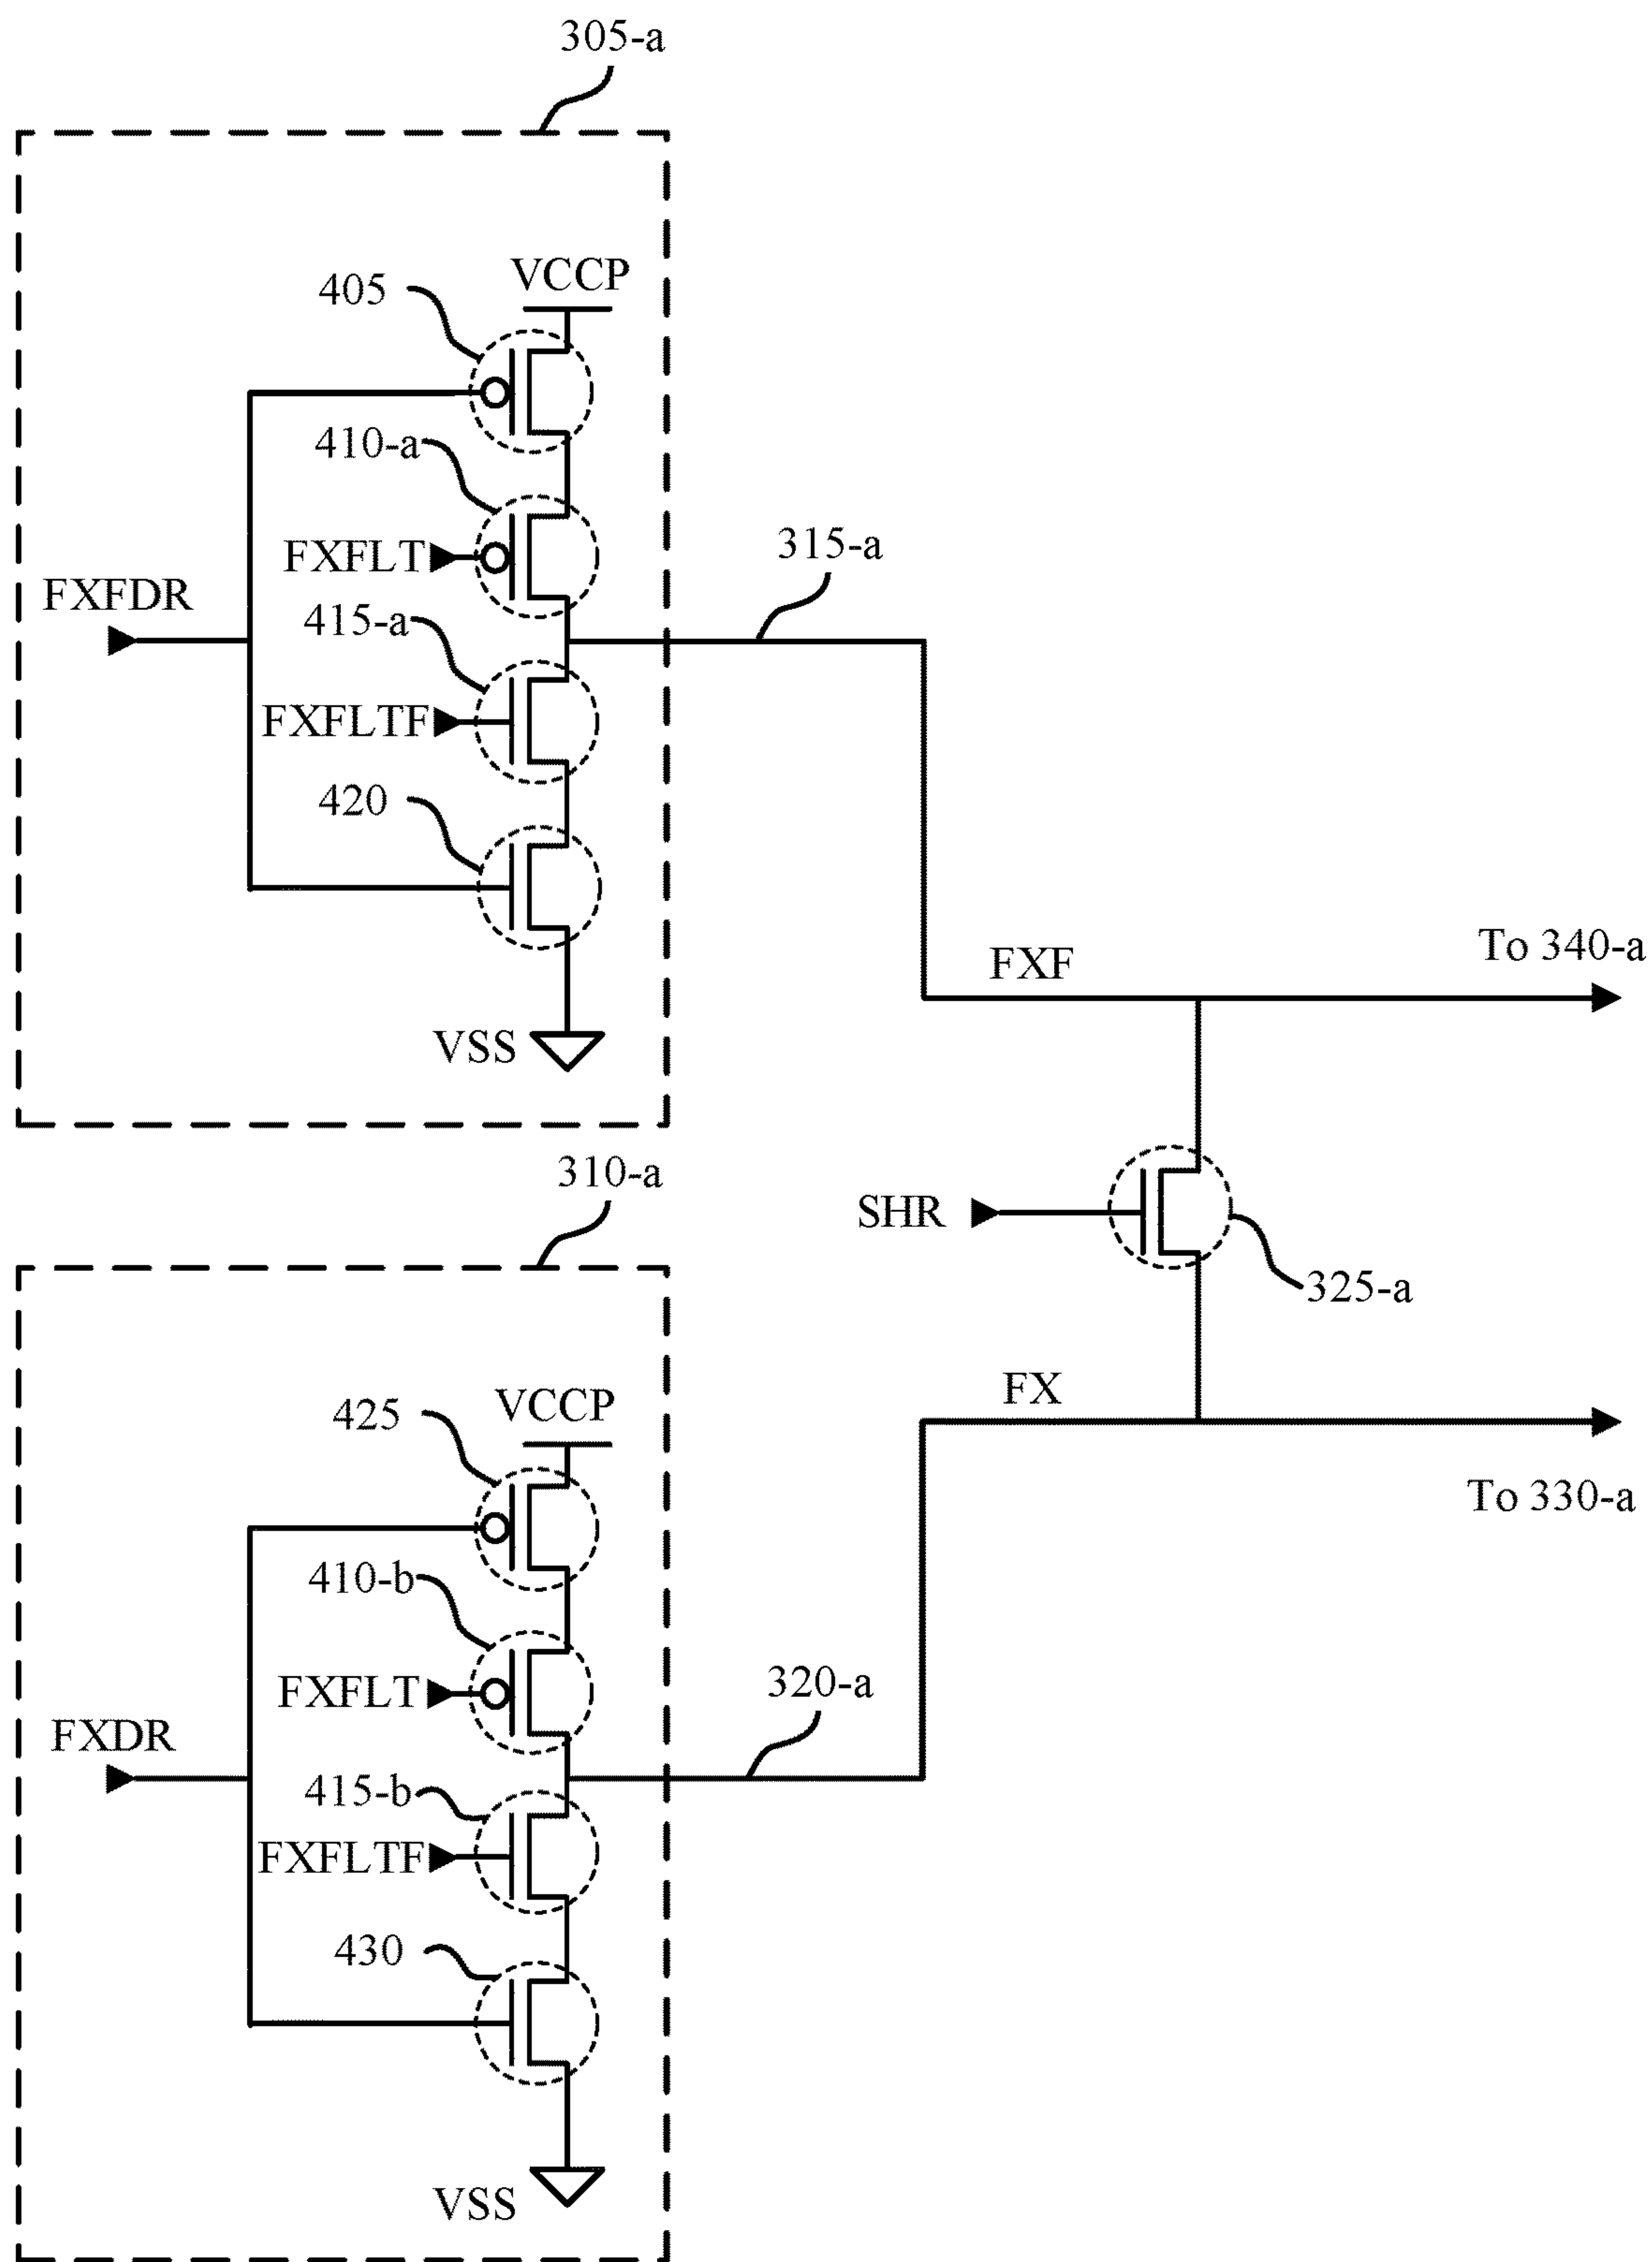 305-a
VCCP
405
410-a
FXFLT
315-a
FXFDR
415-a
FXFLTF
420
FXF
To 340-a
VSS
310-a
SHR
325-a
FX
VCCP
425
To 330-a
410-b
FXFLT
320-a
FXDR
415-b
FXFLTF
430
VSS